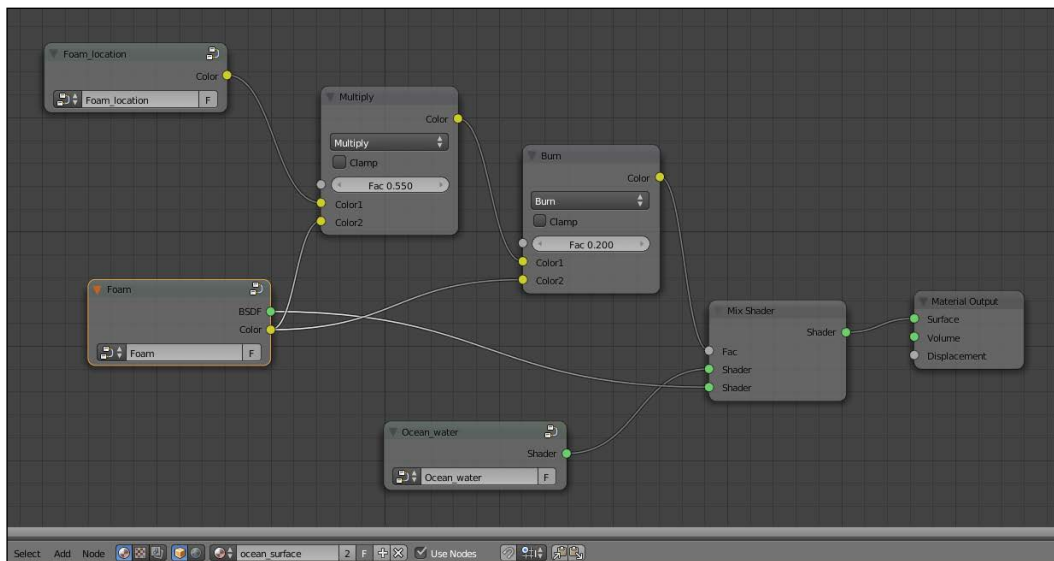 Foam_location
Color
Foam_location F
Multiply
Color
Multiply
Clamp
Fac 0.550
Color1
Color2
Burn
Color
Burn
Clamp
Fac 0.200
Color1
Color2
Foam
BSDF
Color
Foam F
Mix Shader
Shader
Fac
Shader
Shader
Material Output
Surface
Volume
Displacement
Ocean_water
Shader
Ocean_water F
Select Add Node ocean_surface 2 F Use Nodes